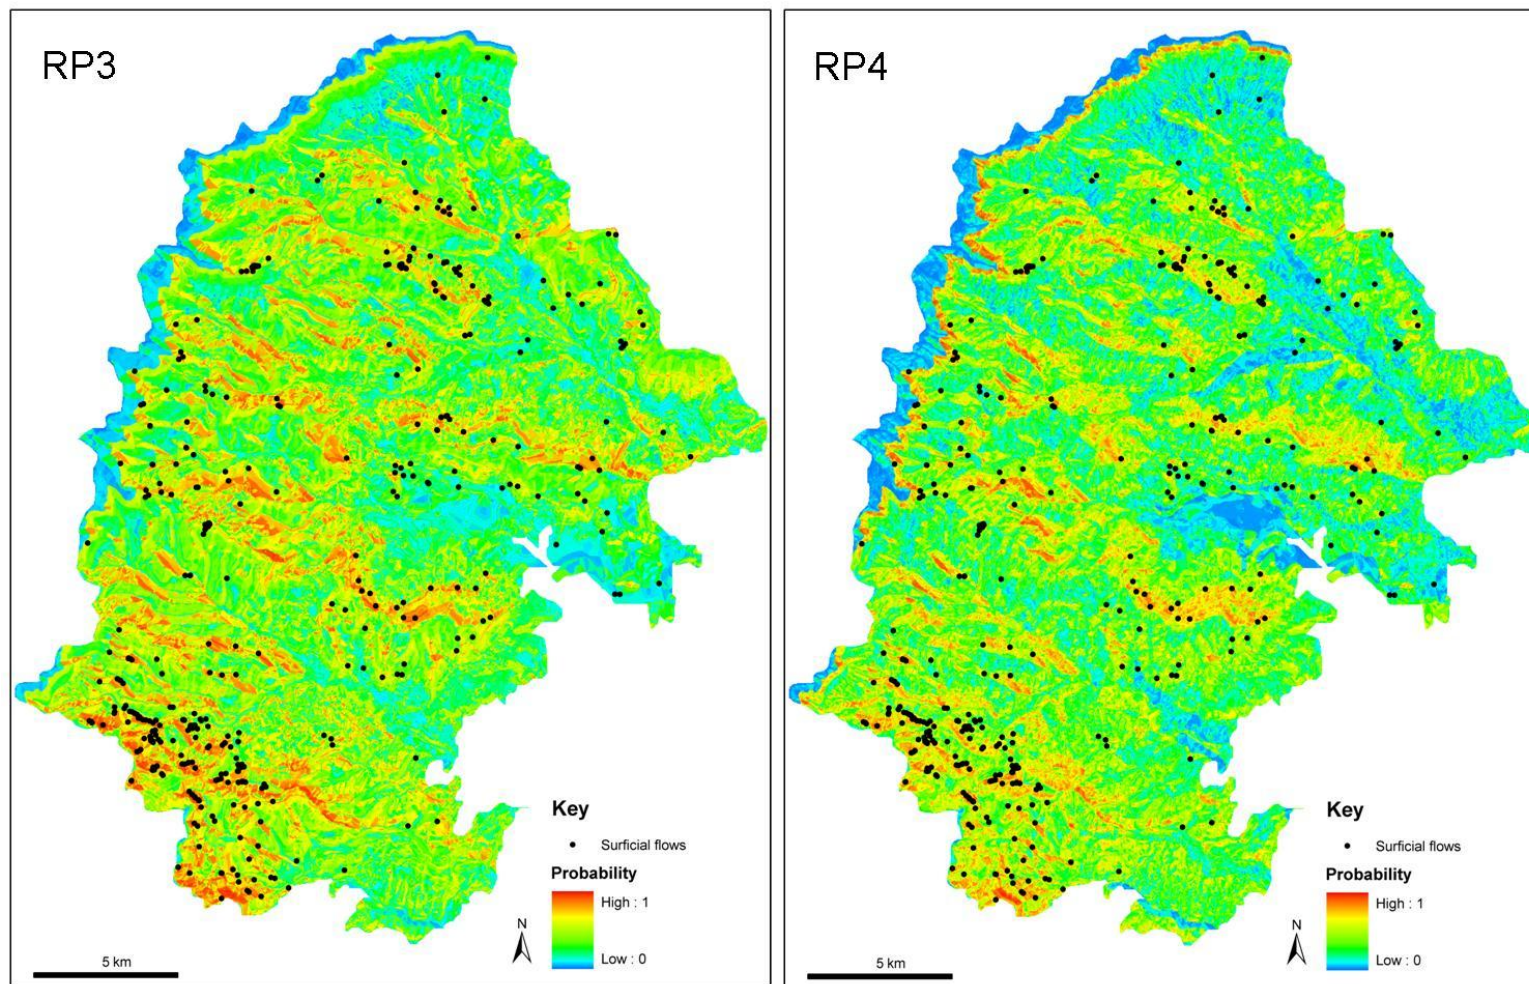 RP3
Key
Surficial flows
Probability
High : 1
Low : 0
N
5 km
RP4
Key
Surficial flows
Probability
High : 1
Low : 0
N
5 km